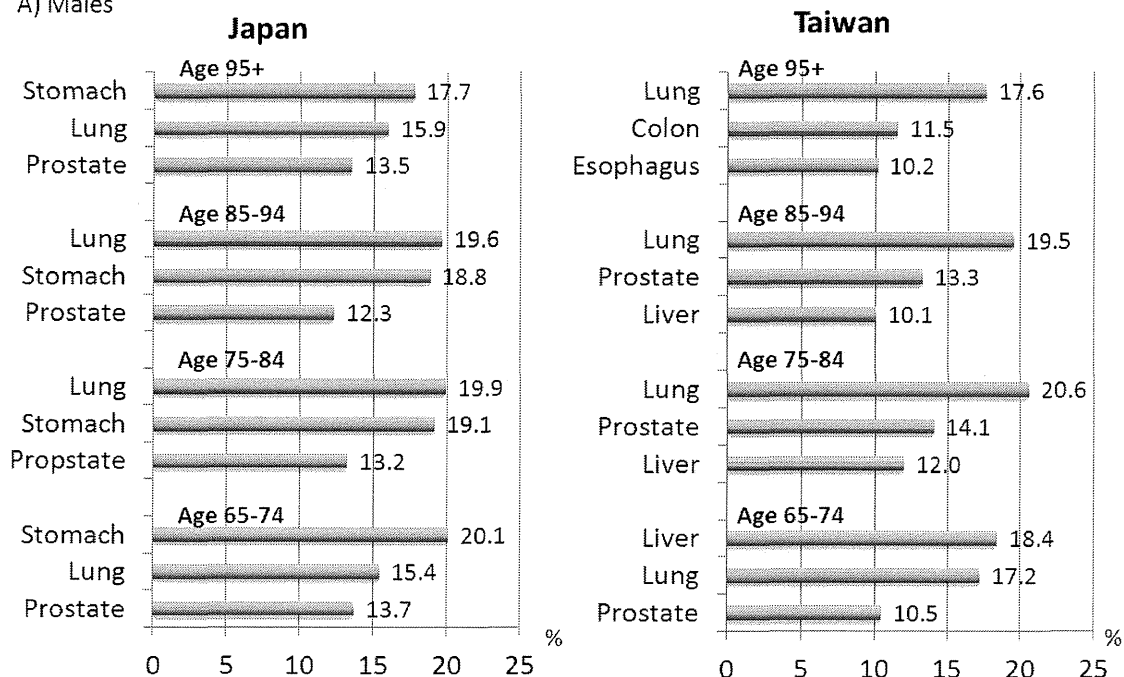 A) Males
Japan
Age 95+
Stomach 17.7
Lung 15.9
Prostate 13.5
Age 85-94
Lung 19.6
Stomach 18.8
Prostate 12.3
Age 75-84
Lung 19.9
Stomach 19.1
Propstate 13.2
Age 65-74
Stomach 20.1
Lung 15.4
Prostate 13.7
%
0 5 10 15 20 25
Taiwan
Age 95+
Lung 17.6
Colon 11.5
Esophagus 10.2
Age 85-94
Lung 19.5
Prostate 13.3
Liver 10.1
Age 75-84
Lung 20.6
Prostate 14.1
Liver 12.0
Age 65-74
Liver 18.4
Lung 17.2
Prostate 10.5
%
0 5 10 15 20 25